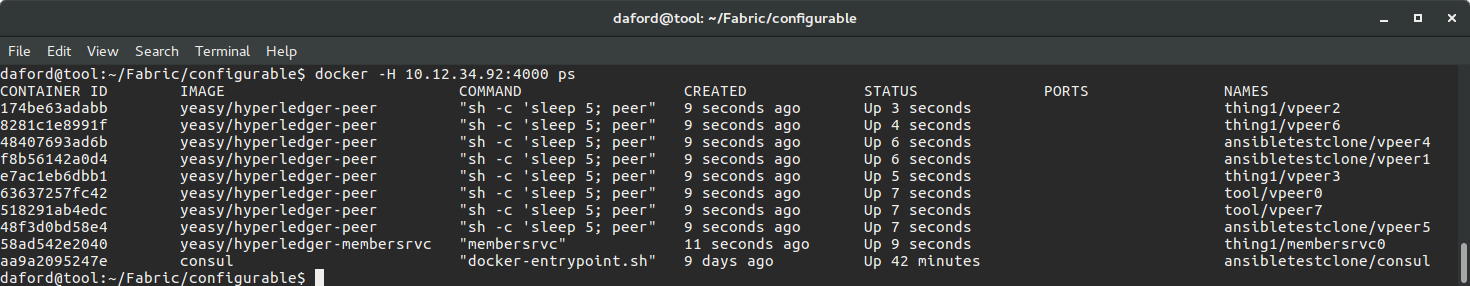 daford@tool: ~/Fabric/configurable
File Edit View Search Terminal Help
daford@tool:~/Fabric/configurable$ docker -H 10.12.34.92:4000 ps
CONTAINER ID IMAGE COMMAND CREATED STATUS PORTS NAMES
174be63adabb yeasy/hyperledger-peer "sh -c 'sleep 5; peer" 9 seconds ago Up 3 seconds thing1/vpeer2
8281c1e8991f yeasy/hyperledger-peer "sh -c 'sleep 5; peer" 9 seconds ago Up 4 seconds thing1/vpeer6
48407693ad6b yeasy/hyperledger-peer "sh -c 'sleep 5; peer" 9 seconds ago Up 6 seconds ansibletestclone/vpeer4
f8b56142a0d4 yeasy/hyperledger-peer "sh -c 'sleep 5; peer" 9 seconds ago Up 6 seconds ansibletestclone/vpeer1
e7ac1eb6dbb1 yeasy/hyperledger-peer "sh -c 'sleep 5; peer" 9 seconds ago Up 5 seconds thing1/vpeer3
63637257fc42 yeasy/hyperledger-peer "sh -c 'sleep 5; peer" 9 seconds ago Up 7 seconds tool/vpeer0
518291ab4edc yeasy/hyperledger-peer "sh -c 'sleep 5; peer" 9 seconds ago Up 7 seconds tool/vpeer7
48f3d0bd58e4 yeasy/hyperledger-peer "sh -c 'sleep 5; peer" 9 seconds ago Up 7 seconds ansibletestclone/vpeer5
58ad542e2040 yeasy/hyperledger-membersrvc "membersrvc" 11 seconds ago Up 9 seconds thing1/membersrvc0
aa9a2095247e consul "docker-entrypoint.sh" 9 days ago Up 42 minutes ansibletestclone/consul
daford@tool:~/Fabric/configurable$